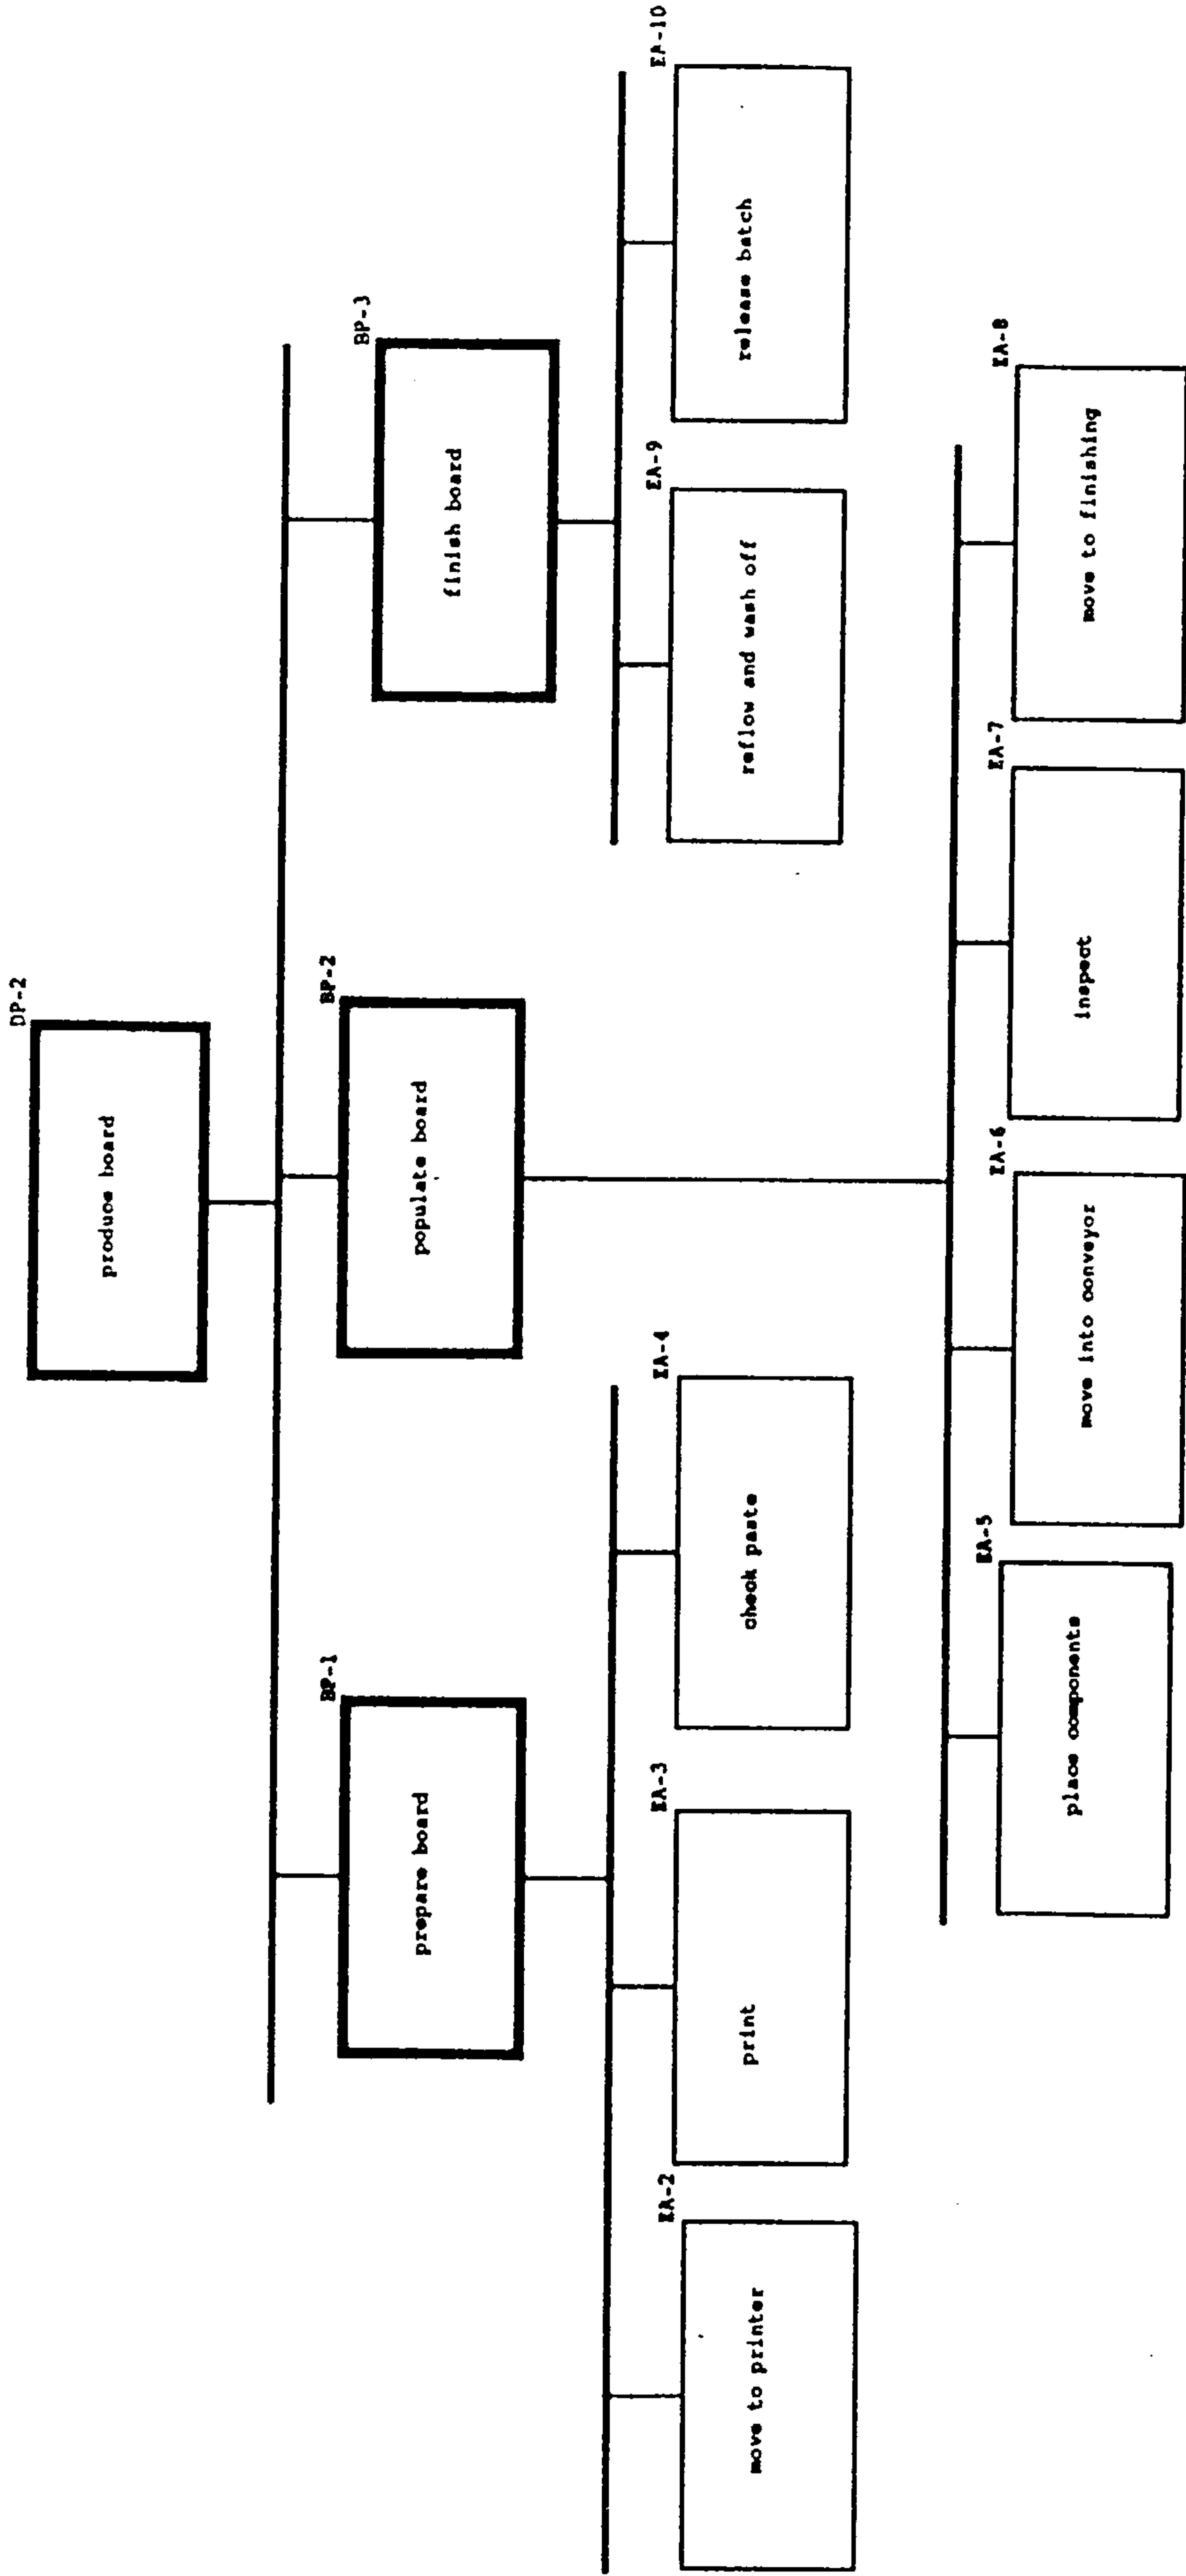 DP-2
produce board
BP-1
prepare board
BP-2
populate board
BP-3
finish board
EA-2
move to printer
EA-3
print
EA-4
check paste
EA-9
reflow and wash off
EA-10
release batch
EA-5
place components
EA-6
move into conveyor
EA-7
inspect
EA-8
move to finishing